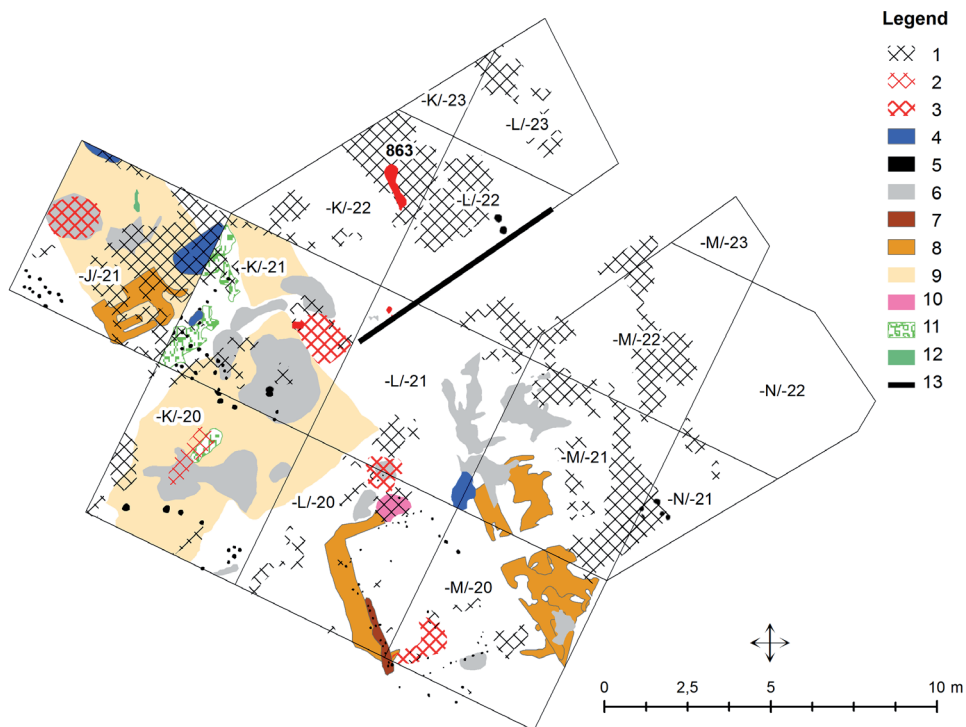 Legend
1
2
3
4
5
6
7
8
9
10
11
12
13
-K/-23
-L/-23
863
-K/-22
-L/-22
-M/-23
-J/-21
-K/-21
-M/-22
-L/-21
-N/-22
-K/-20
-M/-21
-L/-20
-N/-21
-M/-20
0 2,5 5 10 m